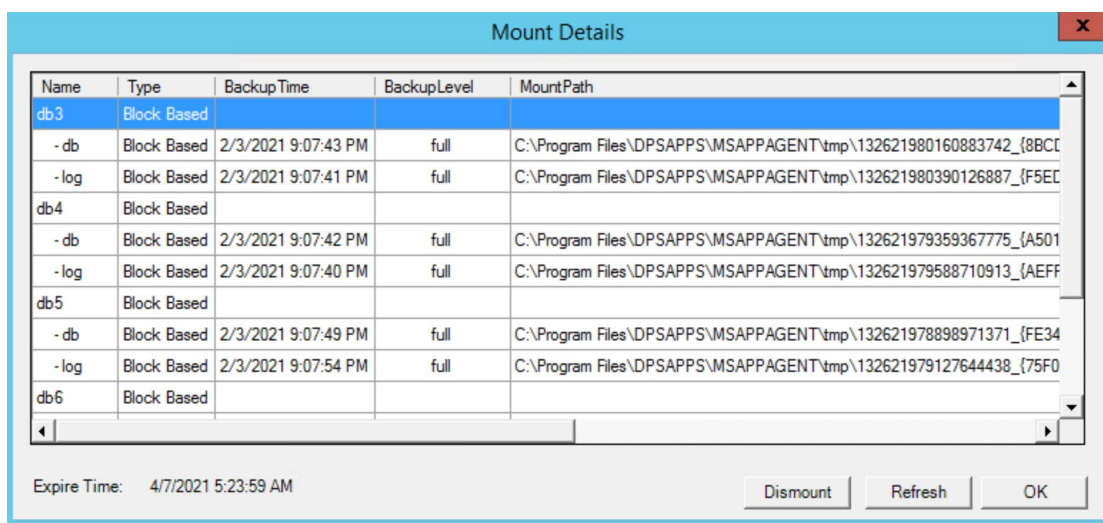 Mount Details
x
Name Type BackupTime BackupLevel MountPath
db3 Block Based
- db Block Based 2/3/2021 9:07:43 PM full C:\Program Files\DPSAPPS\MSAPPAGENT\tmp\132621980160883742_{8BCD
- log Block Based 2/3/2021 9:07:41 PM full C:\Program Files\DPSAPPS\MSAPPAGENT\tmp\132621980390126887_{F5ED
db4 Block Based
- db Block Based 2/3/2021 9:07:42 PM full C:\Program Files\DPSAPPS\MSAPPAGENT\tmp\132621979359367775_{A501
- log Block Based 2/3/2021 9:07:40 PM full C:\Program Files\DPSAPPS\MSAPPAGENT\tmp\132621979588710913_{AEFF
db5 Block Based
- db Block Based 2/3/2021 9:07:49 PM full C:\Program Files\DPSAPPS\MSAPPAGENT\tmp\132621978898971371_{FE34
- log Block Based 2/3/2021 9:07:54 PM full C:\Program Files\DPSAPPS\MSAPPAGENT\tmp\132621979127644438_{75F0
db6 Block Based
Expire Time: 4/7/2021 5:23:59 AM Dismount Refresh OK